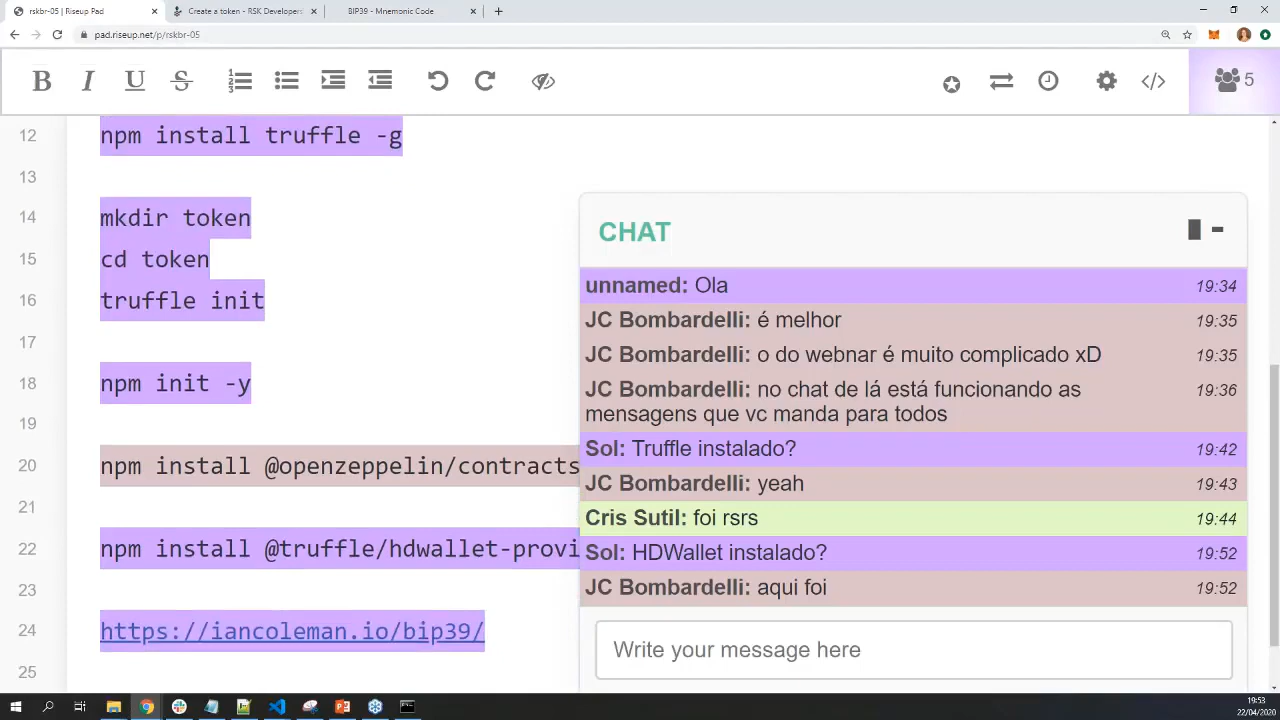 rskbr-05 | Riseup Pad
Create a token - RSK Developers
BIP39 - Mnemonic Code
pad.riseup.net/p/rskbr-05
5
12 npm install truffle -g
13
14 mkdir token
15 cd token
16 truffle init
17
18 npm init -y
19
20 npm install @openzeppelin/contracts
21
22 npm install @truffle/hdwallet-provi
23
24 https://iancoleman.io/bip39/
25
CHAT
unnamed: Ola 19:34
JC Bombardelli: é melhor 19:35
JC Bombardelli: o do webnar é muito complicado xD 19:35
JC Bombardelli: no chat de lá está funcionando as 19:36
mensagens que vc manda para todos
Sol: Truffle instalado? 19:42
JC Bombardelli: yeah 19:43
Cris Sutil: foi rsrs 19:44
Sol: HDWallet instalado? 19:52
JC Bombardelli: aqui foi 19:52
Write your message here
19:53
22/04/2020